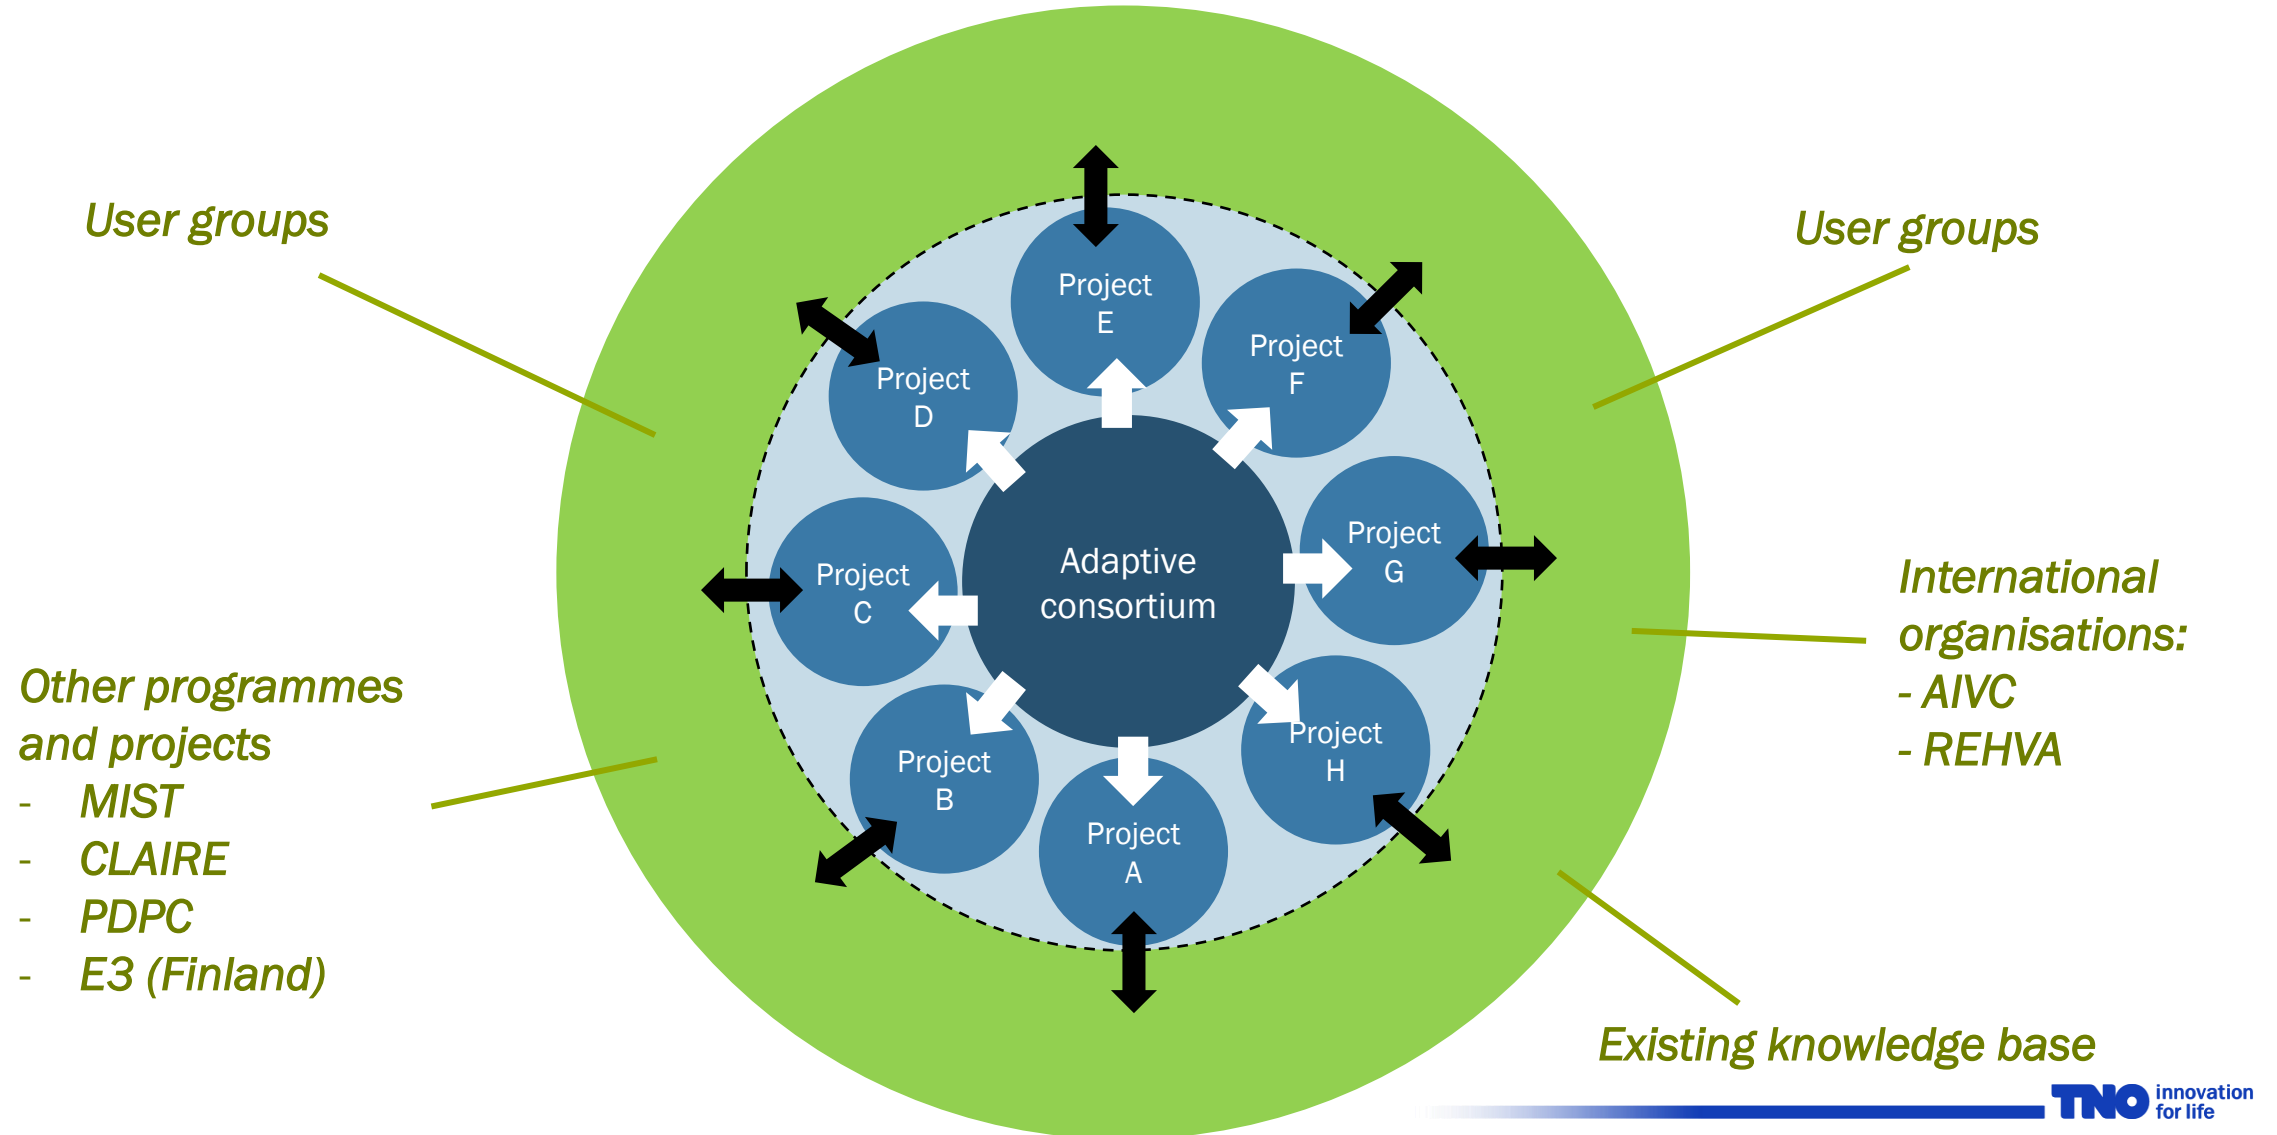 User groups
User groups
Project
E
Project
F
Project
D
Project
G
Project
C
Adaptive
consortium
Project
H
Project
B
Project
A
International
organisations:
- AIVC
- REHVA
Other programmes
and projects
- MIST
- CLAIRE
- PDPC
- E3 (Finland)
Existing knowledge base
TNO innovation
for life